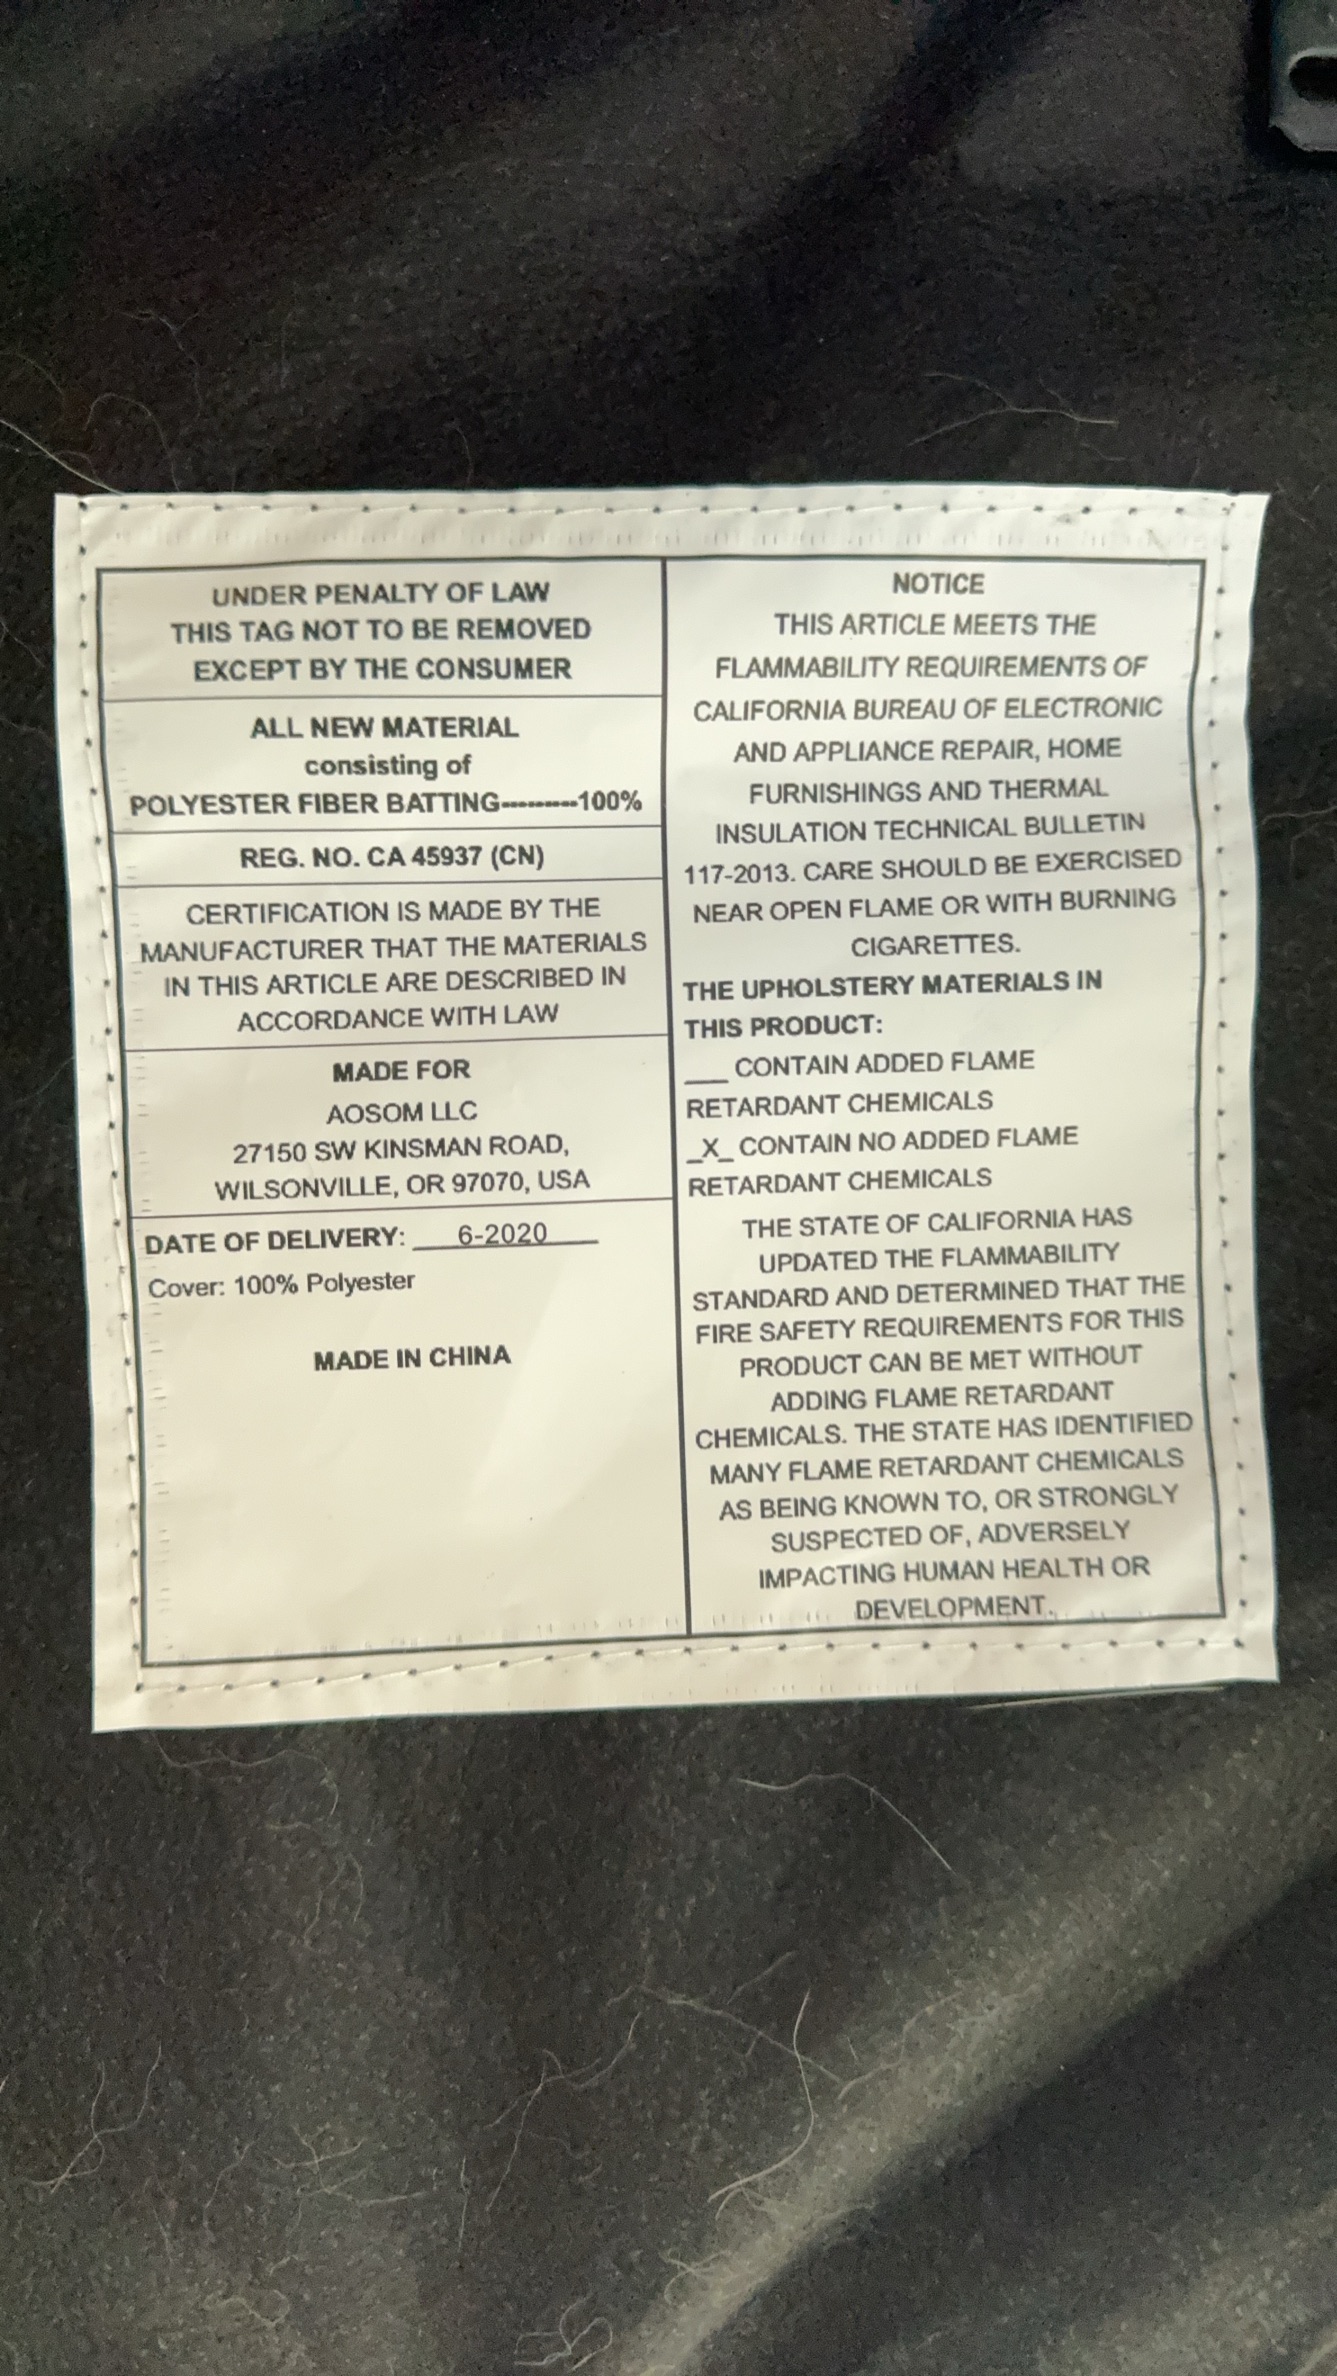 UNDER PENALTY OF LAW
THIS TAG NOT TO BE REMOVED
EXCEPT BY THE CONSUMER
ALL NEW MATERIAL
consisting of
POLYESTER FIBER BATTING---------100%
REG. NO. CA 45937 (CN)
CERTIFICATION IS MADE BY THE
MANUFACTURER THAT THE MATERIALS
IN THIS ARTICLE ARE DESCRIBED IN
ACCORDANCE WITH LAW
MADE FOR
AOSOM LLC
27150 SW KINSMAN ROAD,
WILSONVILLE, OR 97070, USA
DATE OF DELIVERY: ___6-2020____
Cover: 100% Polyester
MADE IN CHINA
NOTICE
THIS ARTICLE MEETS THE
FLAMMABILITY REQUIREMENTS OF
CALIFORNIA BUREAU OF ELECTRONIC
AND APPLIANCE REPAIR, HOME
FURNISHINGS AND THERMAL
INSULATION TECHNICAL BULLETIN
117-2013. CARE SHOULD BE EXERCISED
NEAR OPEN FLAME OR WITH BURNING
CIGARETTES.
THE UPHOLSTERY MATERIALS IN
THIS PRODUCT:
___ CONTAIN ADDED FLAME
RETARDANT CHEMICALS
_X_ CONTAIN NO ADDED FLAME
RETARDANT CHEMICALS
THE STATE OF CALIFORNIA HAS
UPDATED THE FLAMMABILITY
STANDARD AND DETERMINED THAT THE
FIRE SAFETY REQUIREMENTS FOR THIS
PRODUCT CAN BE MET WITHOUT
ADDING FLAME RETARDANT
CHEMICALS. THE STATE HAS IDENTIFIED
MANY FLAME RETARDANT CHEMICALS
AS BEING KNOWN TO, OR STRONGLY
SUSPECTED OF, ADVERSELY
IMPACTING HUMAN HEALTH OR
DEVELOPMENT.